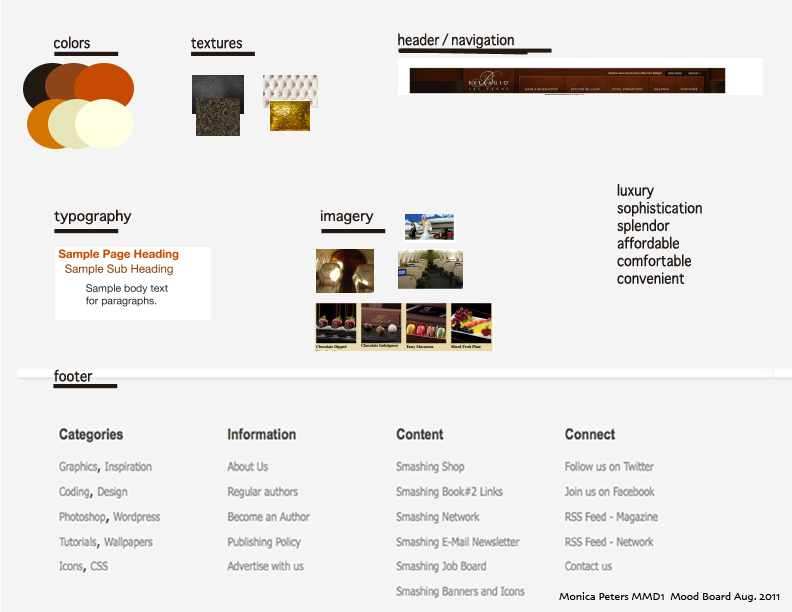 colors
textures
header / navigation
BELLAGIO
LAS VEGAS
typography
Sample Page Heading
Sample Sub Heading
Sample body text
for paragraphs.
imagery
Chocolate Dipped
Chocolate Indulgence
Tasty Macarons
Sliced Fruit Plate
luxury
sophistication
splendor
affordable
comfortable
convenient
footer
Categories
Graphics, Inspiration
Coding, Design
Photoshop, Wordpress
Tutorials, Wallpapers
Icons, CSS
Information
About Us
Regular authors
Become an Author
Publishing Policy
Advertise with us
Content
Smashing Shop
Smashing Book#2 Links
Smashing Network
Smashing E-Mail Newsletter
Smashing Job Board
Smashing Banners and Icons
Connect
Follow us on Twitter
Join us on Facebook
RSS Feed - Magazine
RSS Feed - Network
Contact us
Monica Peters MMD1 Mood Board Aug. 2011